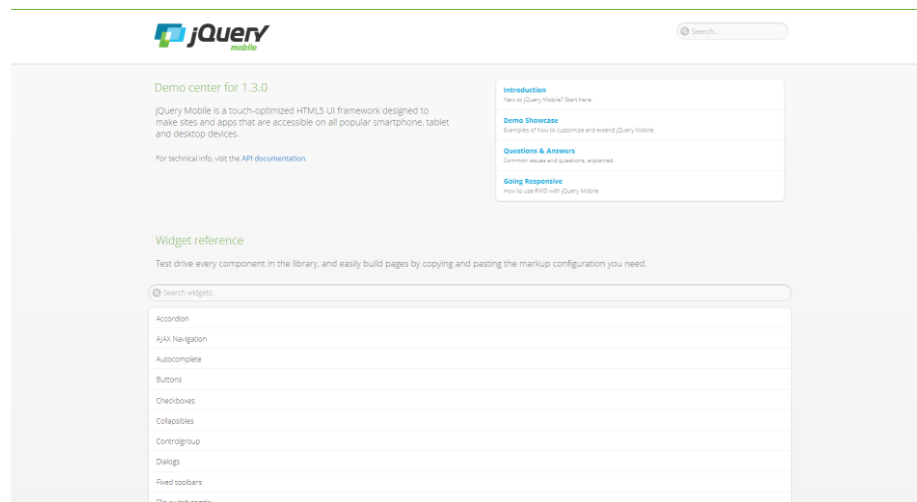 jQuery
mobile
Search...
Demo center for 1.3.0
jQuery Mobile is a touch-optimized HTML5 UI framework designed to
make sites and apps that are accessible on all popular smartphone, tablet
and desktop devices.
For technical info, visit the API documentation.
Introduction
New to jQuery Mobile? Start here.
Demo Showcase
Examples of how to customize and extend jQuery Mobile.
Questions & Answers
Common issues and questions, explained.
Going Responsive
How to use RWD with jQuery Mobile
Widget reference
Test drive every component in the library, and easily build pages by copying and pasting the markup configuration you need.
Search widgets...
Accordion
AJAX Navigation
Autocomplete
Buttons
Checkboxes
Collapsibles
Controlgroup
Dialogs
Fixed toolbars